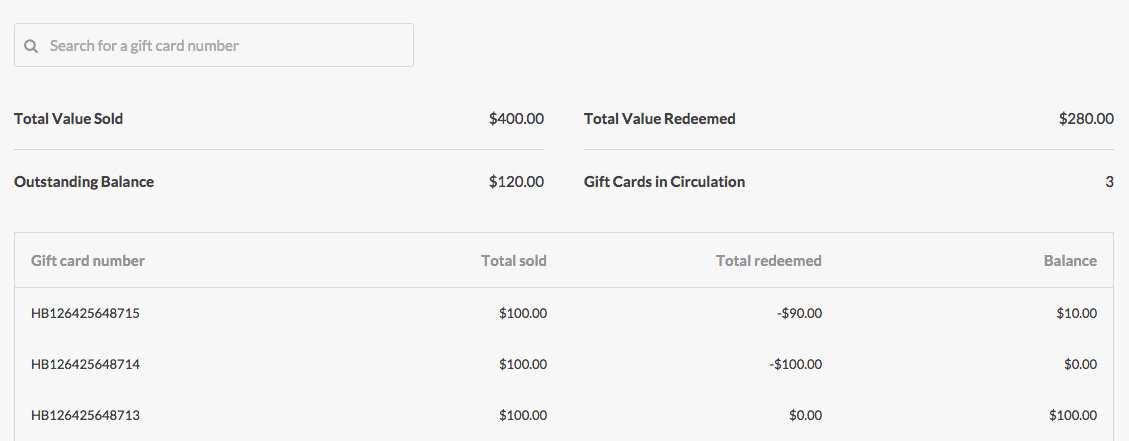 Search for a gift card number
Total Value Sold $400.00 Total Value Redeemed $280.00
Outstanding Balance $120.00 Gift Cards in Circulation 3
Gift card number Total sold Total redeemed Balance
HB126425648715 $100.00 -$90.00 $10.00
HB126425648714 $100.00 -$100.00 $0.00
HB126425648713 $100.00 $0.00 $100.00